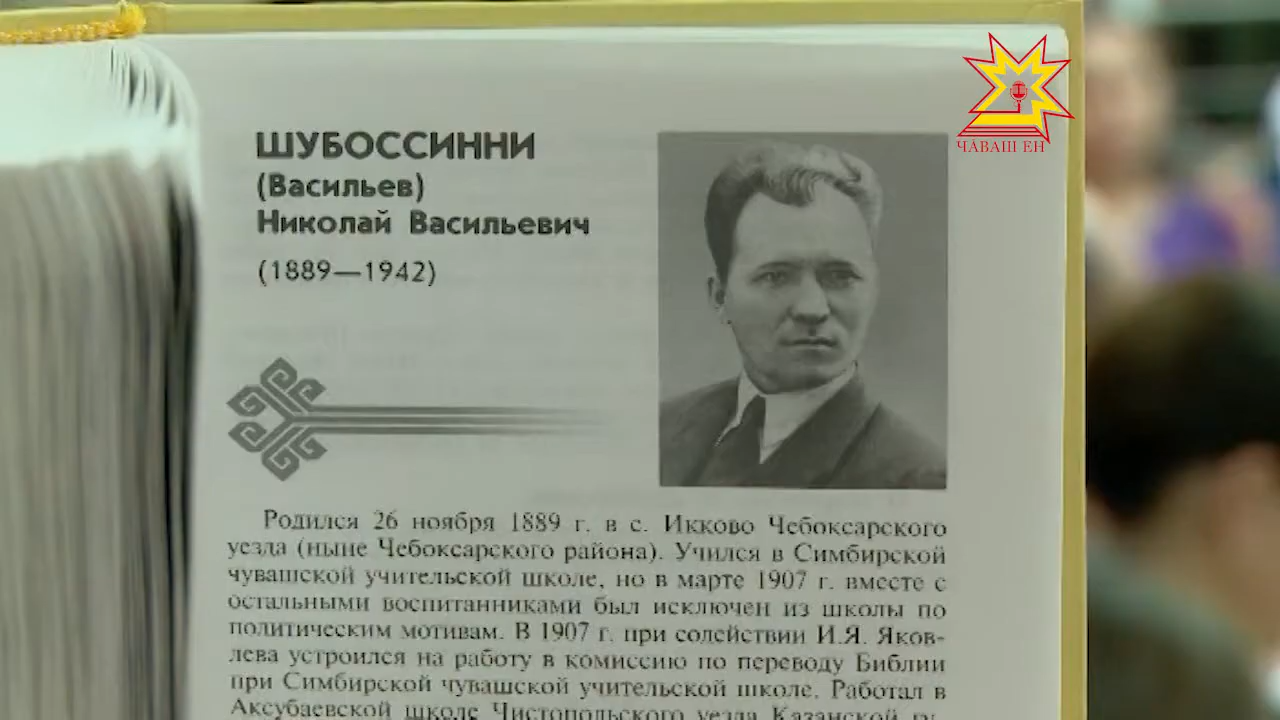 ЧӐВАШ ЕН
ШУБОССИННИ
(Васильев)
Николай Васильевич
(1889—1942)
Родился 26 ноября 1889 г. в с. Икково Чебоксарского
уезда (ныне Чебоксарского района). Учился в Симбирской
чувашской учительской школе, но в марте 1907 г. вместе с
остальными воспитанниками был исключен из школы по
политическим мотивам. В 1907 г. при содействии И.Я. Яков-
лева устроился на работу в комиссию по переводу Библии
при Симбирской чувашской учительской школе. Работал в
Аксубаевской школе Чистопольского уезда Казанской гу-